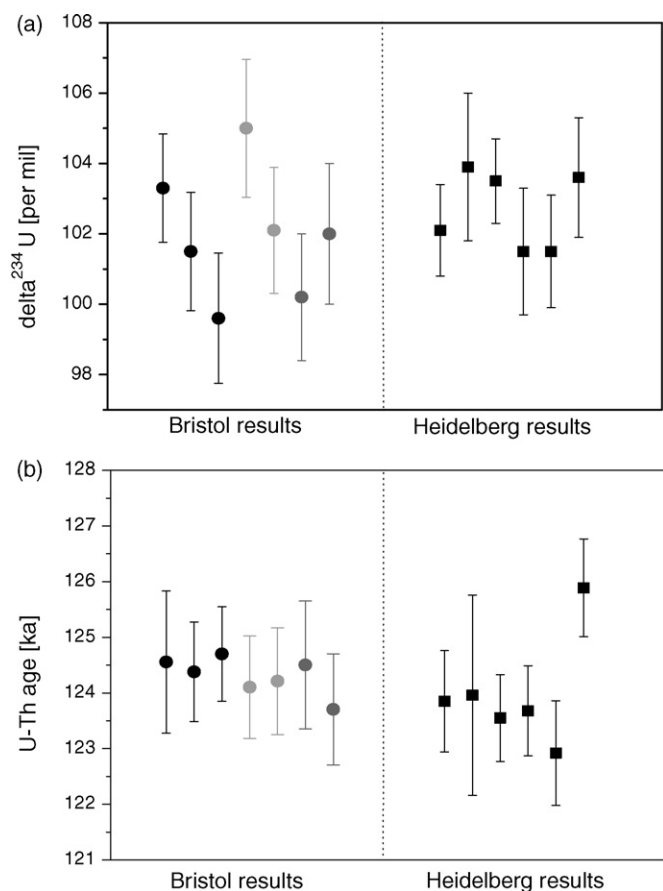 (a)
108
106
104
102
100
98
delta²³⁴ U [per mil]
Bristol results Heidelberg results
(b)
128
127
126
125
124
123
122
121
U-Th age [ka]
Bristol results Heidelberg results